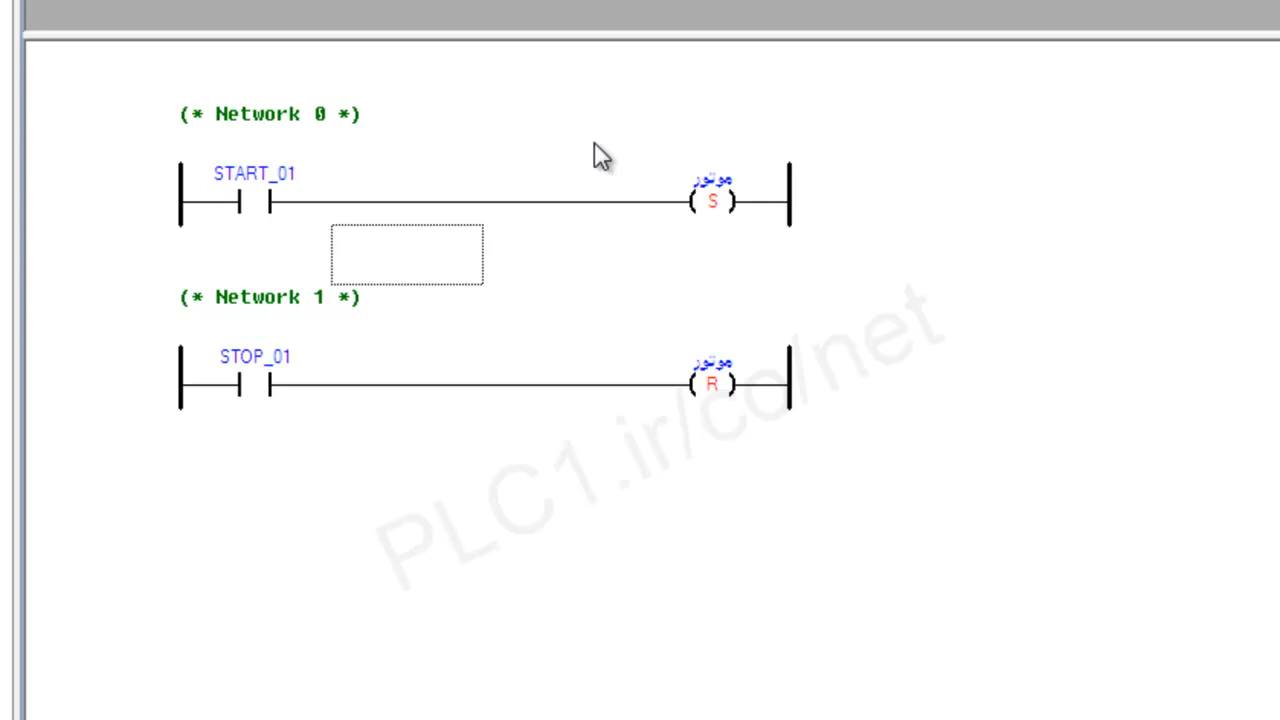 (* Network 0 *)
START_01
موتور
S
(* Network 1 *)
STOP_01
موتور
R
PLC1.ir/co/net